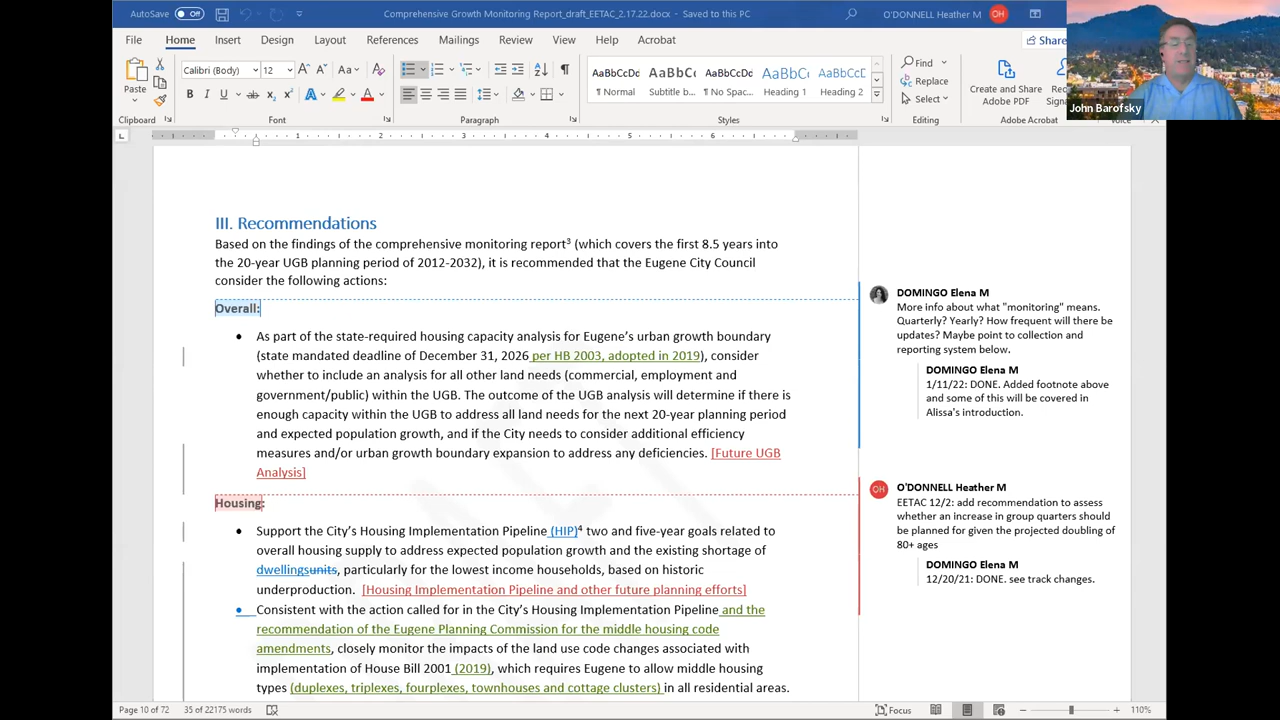 AutoSave Off Comprehensive Growth Monitoring Report_draft_EETAC_2.17.22.docx - Saved to this PC O'DONNELL Heather M OH
File Home Insert Design Layout References Mailings Review View Help Acrobat Share
Calibri (Body) 12
Paste
Clipboard Font Paragraph Styles Editing Adobe Acrobat Voice
AaBbCcDd AaBbCcD AaBbCcDd AaBbCcD AaBbCcD
¶ Normal Subtitle b... ¶ No Spac... Heading 1 Heading 2
Find
Replace
Select
Create and Share
Adobe PDF
John Barofsky
III. Recommendations
Based on the findings of the comprehensive monitoring report3 (which covers the first 8.5 years into
the 20-year UGB planning period of 2012-2032), it is recommended that the Eugene City Council
consider the following actions:
Overall:
• As part of the state-required housing capacity analysis for Eugene's urban growth boundary
(state mandated deadline of December 31, 2026 per HB 2003, adopted in 2019), consider
whether to include an analysis for all other land needs (commercial, employment and
government/public) within the UGB. The outcome of the UGB analysis will determine if there is
enough capacity within the UGB to address all land needs for the next 20-year planning period
and expected population growth, and if the City needs to consider additional efficiency
measures and/or urban growth boundary expansion to address any deficiencies. [Future UGB
Analysis]
Housing:
• Support the City's Housing Implementation Pipeline (HIP)4 two and five-year goals related to
overall housing supply to address expected population growth and the existing shortage of
dwellingsunits, particularly for the lowest income households, based on historic
underproduction. [Housing Implementation Pipeline and other future planning efforts]
• Consistent with the action called for in the City's Housing Implementation Pipeline and the
recommendation of the Eugene Planning Commission for the middle housing code
amendments, closely monitor the impacts of the land use code changes associated with
implementation of House Bill 2001 (2019), which requires Eugene to allow middle housing
types (duplexes, triplexes, fourplexes, townhouses and cottage clusters) in all residential areas.
DOMINGO Elena M
More info about what "monitoring" means.
Quarterly? Yearly? How frequent will there be
updates? Maybe point to collection and
reporting system below.
DOMINGO Elena M
1/11/22: DONE. Added footnote above
and some of this will be covered in
Alissa's introduction.
OH O'DONNELL Heather M
EETAC 12/2: add recommendation to assess
whether an increase in group quarters should
be planned for given the projected doubling of
80+ ages
DOMINGO Elena M
12/20/21: DONE. see track changes.
Page 10 of 72 35 of 22175 words Focus 110%